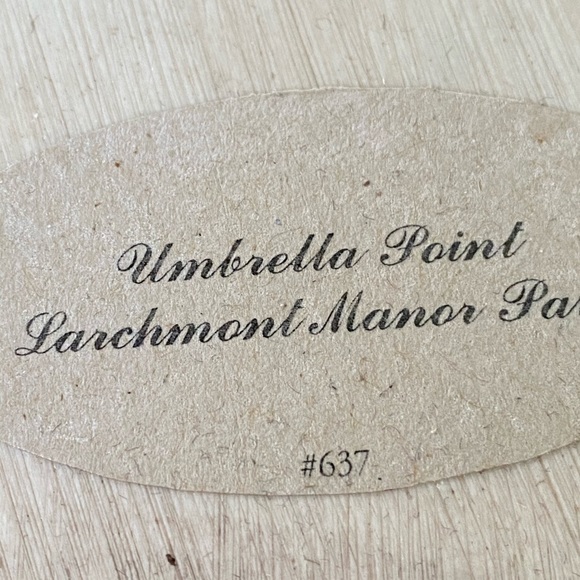 Umbrella Point
Larchmont Manor Pa
#637